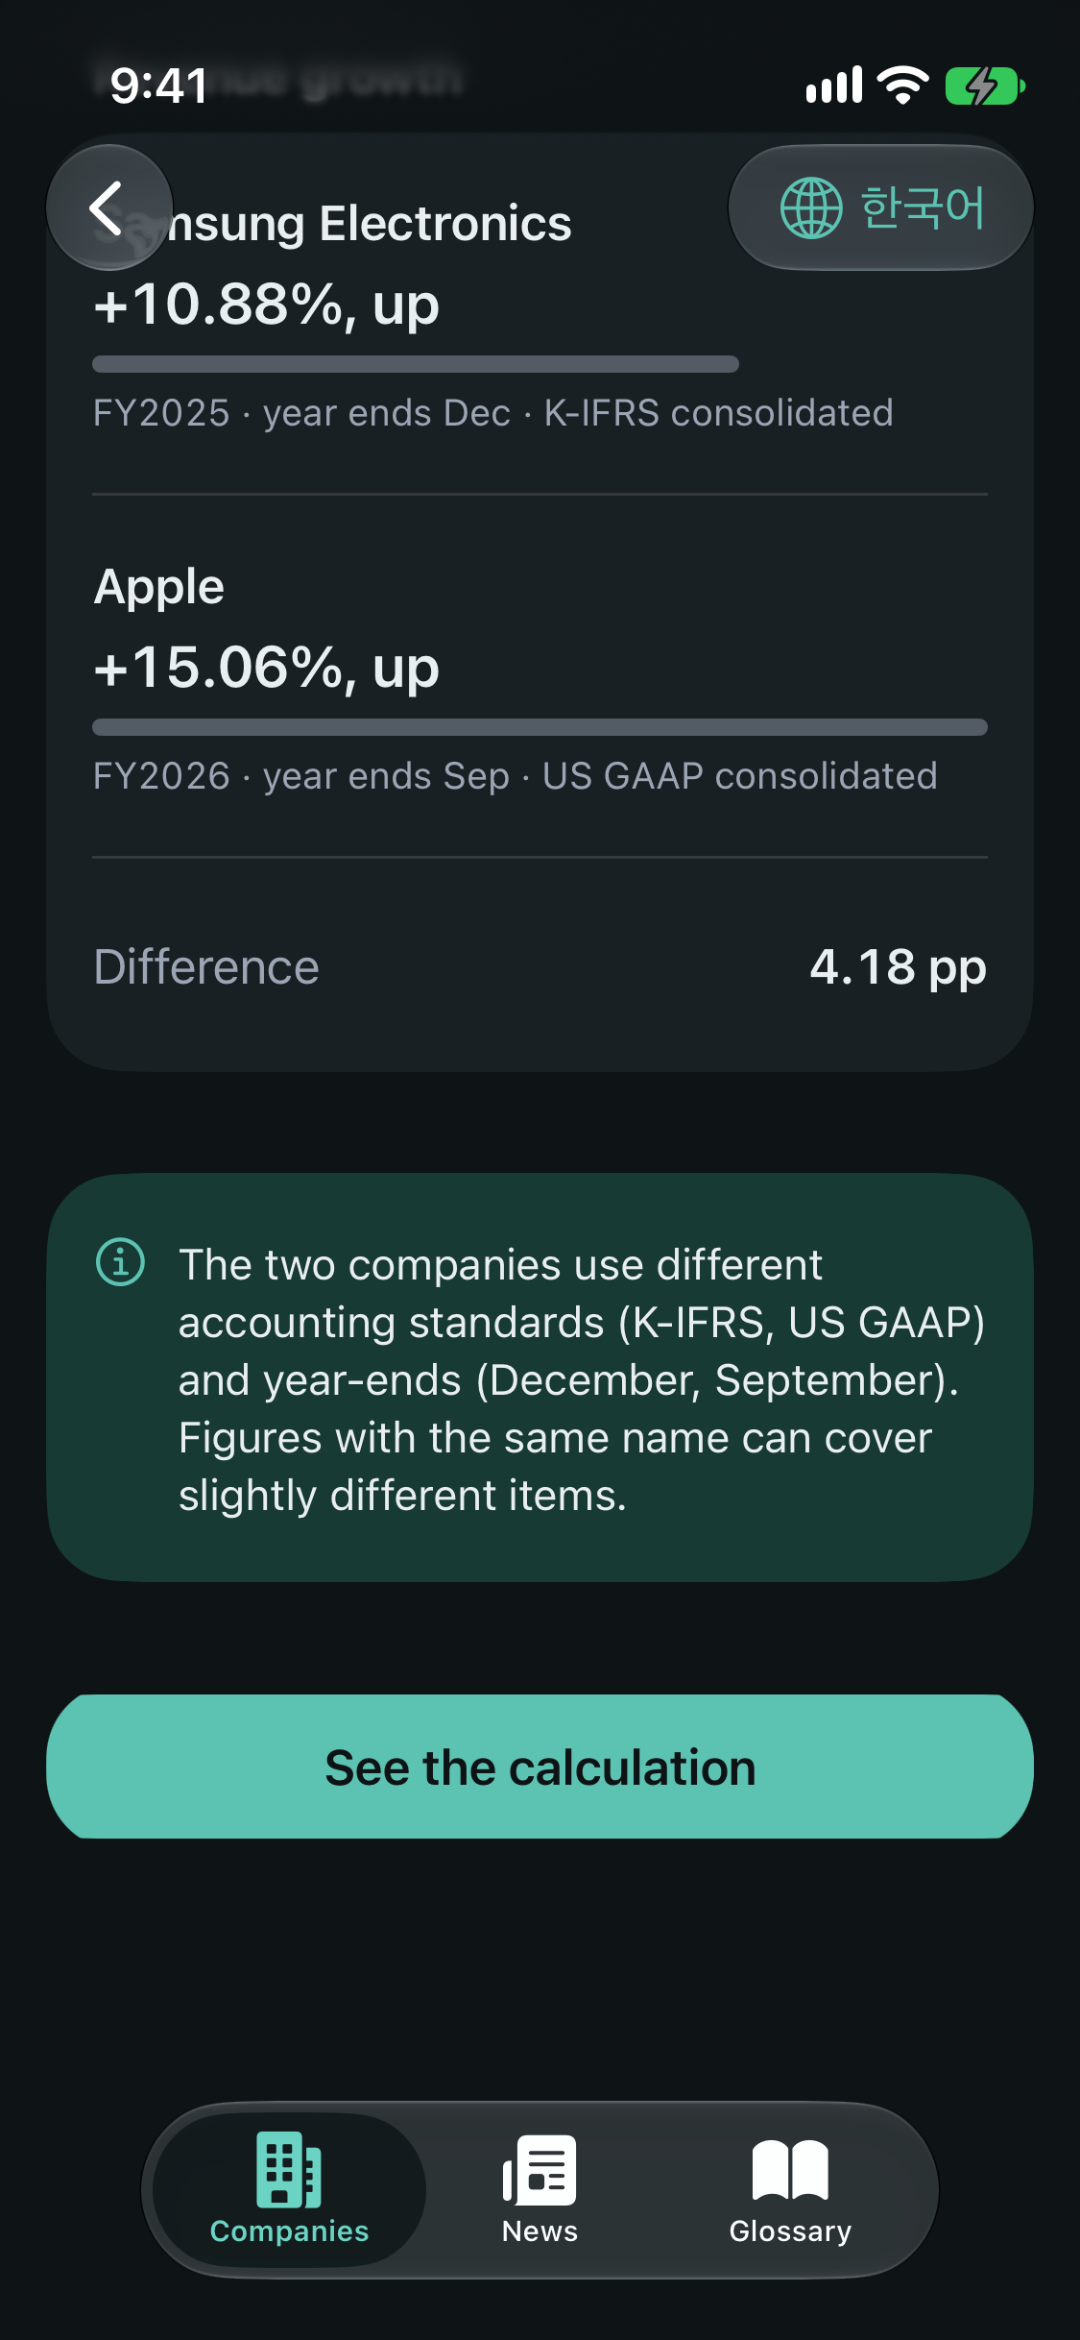 9:41
한국어
Samsung Electronics
+10.88%, up
FY2025 · year ends Dec · K-IFRS consolidated
Apple
+15.06%, up
FY2026 · year ends Sep · US GAAP consolidated
Difference
4.18 pp
The two companies use different
accounting standards (K-IFRS, US GAAP)
and year-ends (December, September).
Figures with the same name can cover
slightly different items.
See the calculation
Companies
News
Glossary